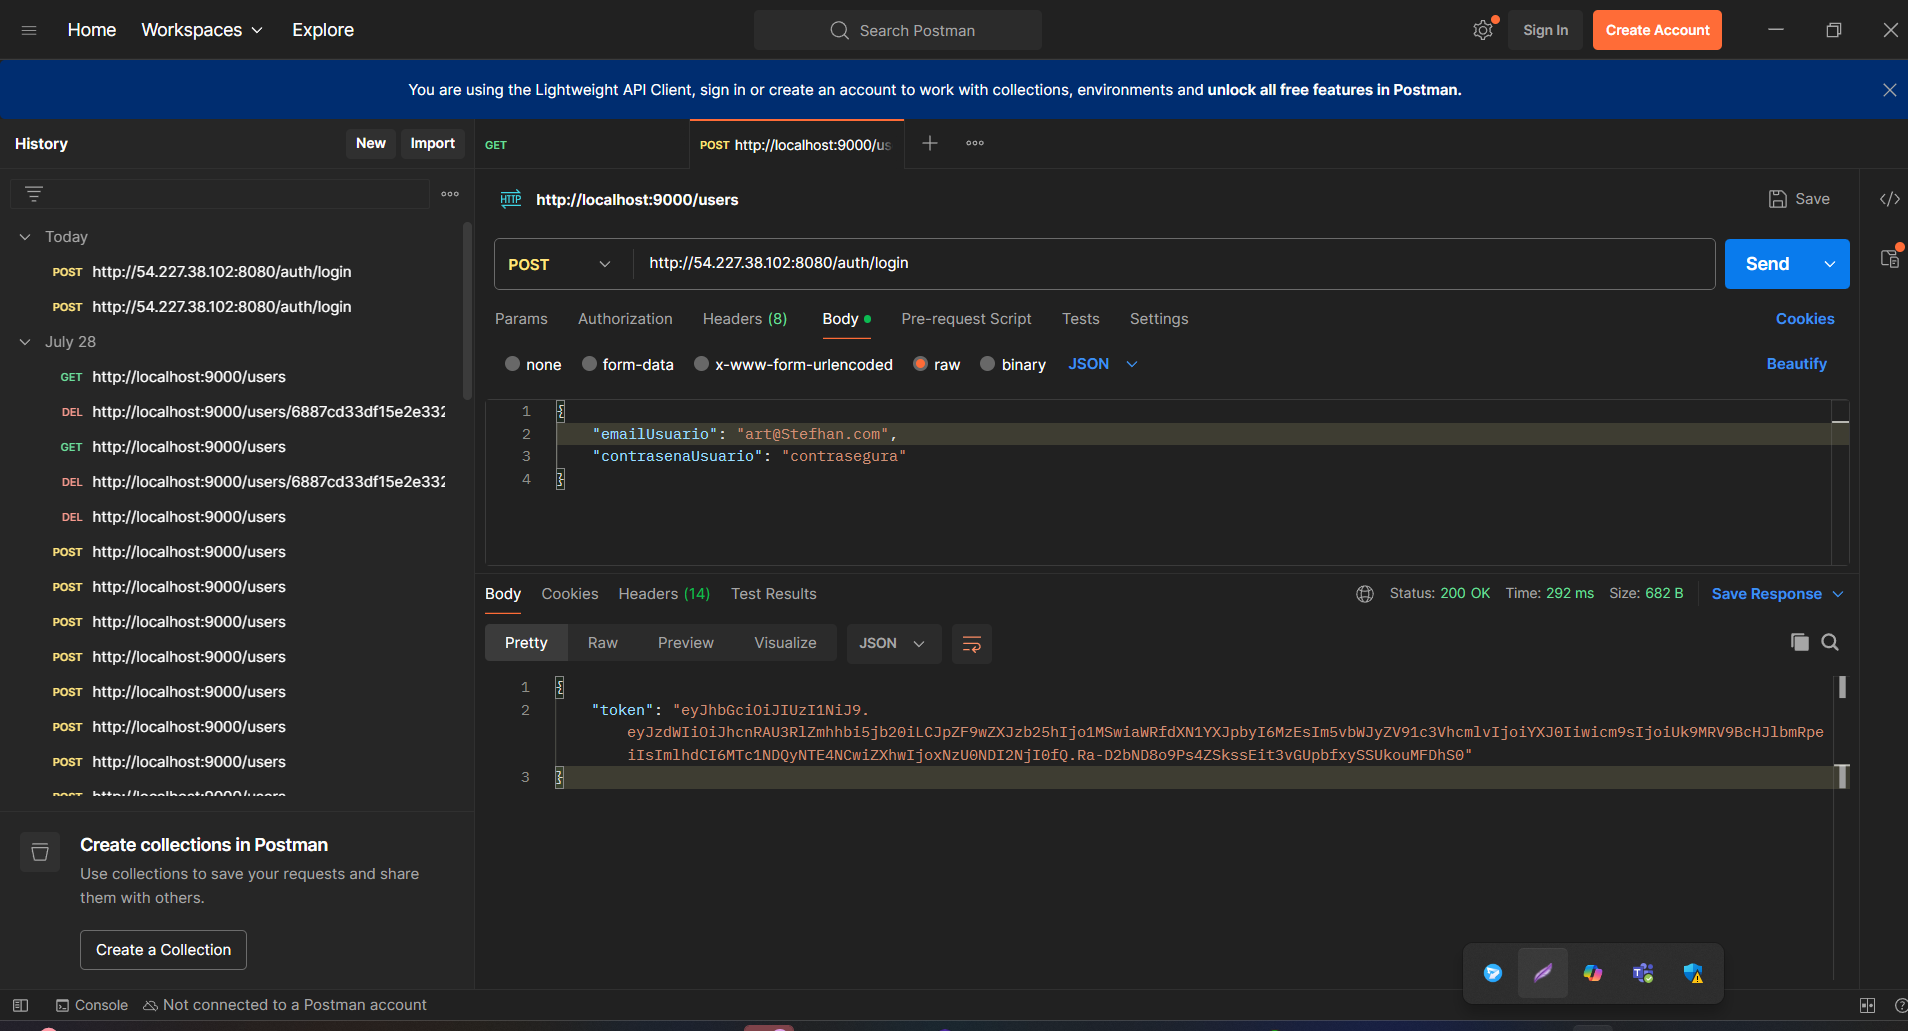 Home Workspaces Explore
Search Postman
Sign In Create Account
You are using the Lightweight API Client, sign in or create an account to work with collections, environments and unlock all free features in Postman.
History New Import
GET
POST http://localhost:9000/us
HTTP http://localhost:9000/users
Save
Today
POST http://54.227.38.102:8080/auth/login
POST http://54.227.38.102:8080/auth/login
July 28
GET http://localhost:9000/users
DEL http://localhost:9000/users/6887cd33df15e2e332
GET http://localhost:9000/users
DEL http://localhost:9000/users/6887cd33df15e2e332
DEL http://localhost:9000/users
POST http://localhost:9000/users
POST http://localhost:9000/users
POST http://localhost:9000/users
POST http://localhost:9000/users
POST http://localhost:9000/users
POST http://localhost:9000/users
POST http://localhost:9000/users
POST http://localhost:9000/users
Create collections in Postman
Use collections to save your requests and share
them with others.
Create a Collection
POST http://54.227.38.102:8080/auth/login
Send
Params Authorization Headers (8) Body Pre-request Script Tests Settings Cookies
none form-data x-www-form-urlencoded raw binary JSON Beautify
1 {
2 "emailUsuario": "art@Stefhan.com",
3 "contrasenaUsuario": "contrasegura"
4 }
Body Cookies Headers (14) Test Results Status: 200 OK Time: 292 ms Size: 682 B Save Response
Pretty Raw Preview Visualize JSON
1 {
2 "token": "eyJhbGciOiJIUzI1NiJ9.
eyJzdWIiOiJhcnRAU3RlZmhhbi5jb20iLCJpZF9wZXJzb25hIjo1MSwiaWRfdXN1YXJpbyI6MzEsIm5vbWJyZV91c3VhcmlvIjoiYXJ0Iiwicm9sIjoiUk9MRV9BcHJlbmRpe
iIsImlhdCI6MTc1NDQyNTE4NCwiZXhwIjoxNzU0NDI2NjI0fQ.Ra-D2bND8o9Ps4ZSkssEit3vGUpbfxySSUkouMFDhS0"
3 }
Console Not connected to a Postman account